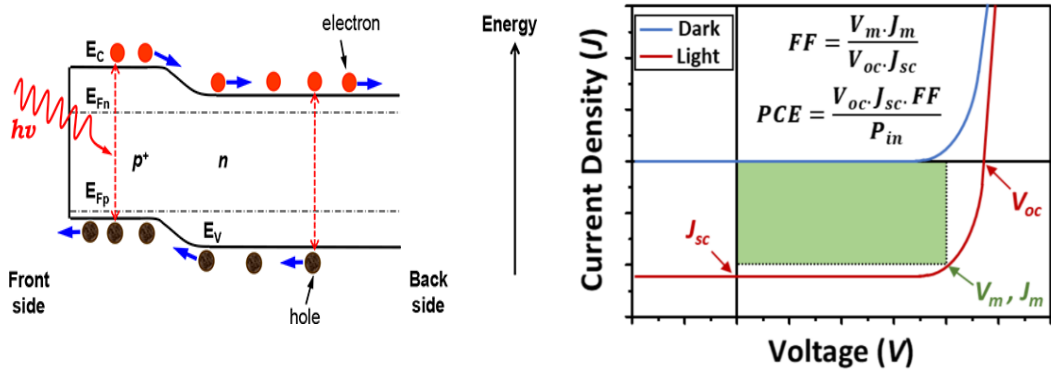 electron
Energy
E_C
E_Fn
hν
p⁺
n
E_Fp
E_V
Front side
Back side
hole
Dark
Light
FF = V_m.J_m / V_oc.J_sc
PCE = V_oc.J_sc.FF / P_in
Current Density (J)
V_oc
J_sc
V_m , J_m
Voltage (V)